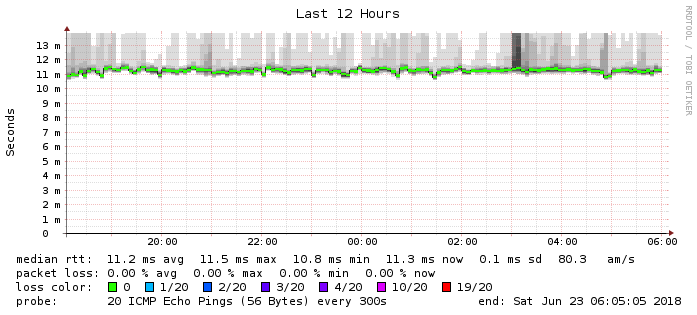 Last 12 Hours
RRDTOOL / TOBI OETIKER
Seconds
13 m
12 m
11 m
10 m
9 m
8 m
7 m
6 m
5 m
4 m
3 m
2 m
1 m
0
20:00 22:00 00:00 02:00 04:00 06:00
median rtt: 11.2 ms avg 11.5 ms max 10.8 ms min 11.3 ms now 0.1 ms sd 80.3 am/s
packet loss: 0.00 % avg 0.00 % max 0.00 % min 0.00 % now
loss color: 0 1/20 2/20 3/20 4/20 10/20 19/20
probe: 20 ICMP Echo Pings (56 Bytes) every 300s end: Sat Jun 23 06:05:05 2018